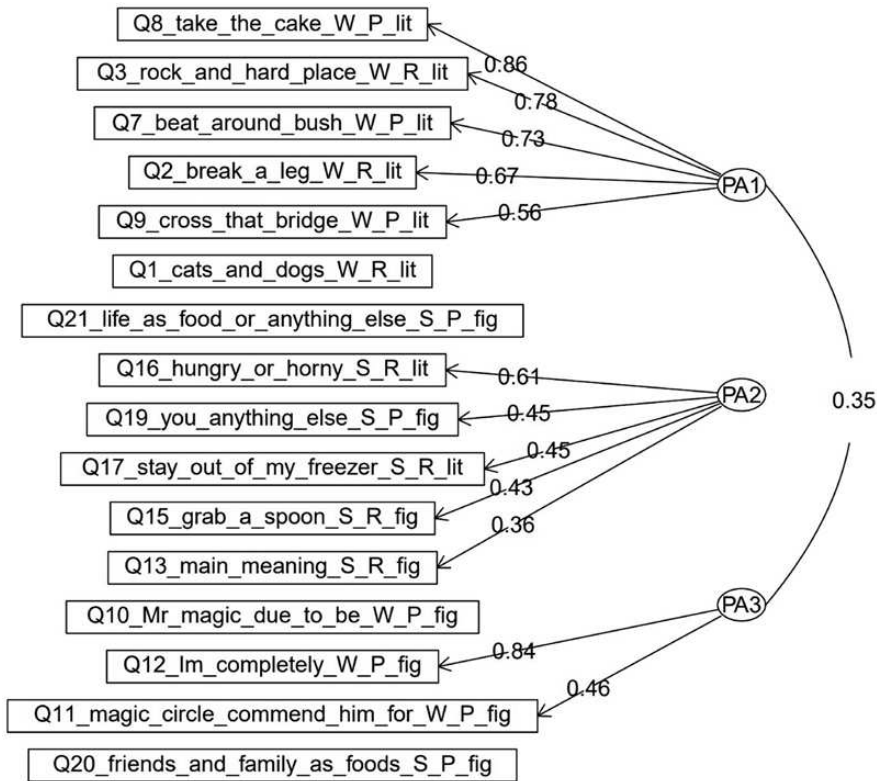 Q8_take_the_cake_W_P_lit
0.86
Q3_rock_and_hard_place_W_R_lit
0.78
Q7_beat_around_bush_W_P_lit
0.73
Q2_break_a_leg_W_R_lit
0.67
PA1
Q9_cross_that_bridge_W_P_lit
0.56
Q1_cats_and_dogs_W_R_lit
Q21_life_as_food_or_anything_else_S_P_fig
Q16_hungry_or_horny_S_R_lit
0.61
PA2
0.35
Q19_you_anything_else_S_P_fig
0.45
Q17_stay_out_of_my_freezer_S_R_lit
0.45
Q15_grab_a_spoon_S_R_fig
0.43
Q13_main_meaning_S_R_fig
0.36
Q10_Mr_magic_due_to_be_W_P_fig
PA3
Q12_Im_completely_W_P_fig
0.84
Q11_magic_circle_commend_him_for_W_P_fig
0.46
Q20_friends_and_family_as_foods_S_P_fig